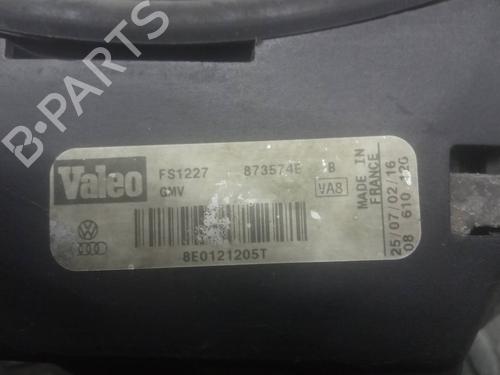 B-PARTS
Valeo
FS1227 873574E B
GMV VA8
8E0121205T
MADE IN
FRANCE
25/07/02/16
08 610 420